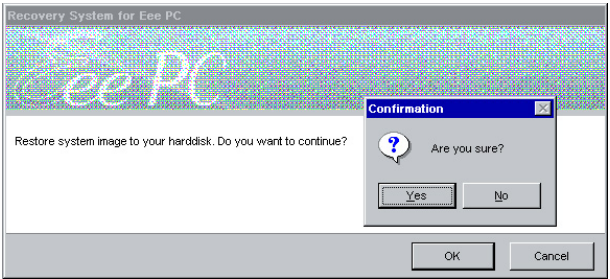 Recovery System for Eee PC
Eee PC
Confirmation
Restore system image to your harddisk. Do you want to continue?
Are you sure?
Yes
No
OK
Cancel